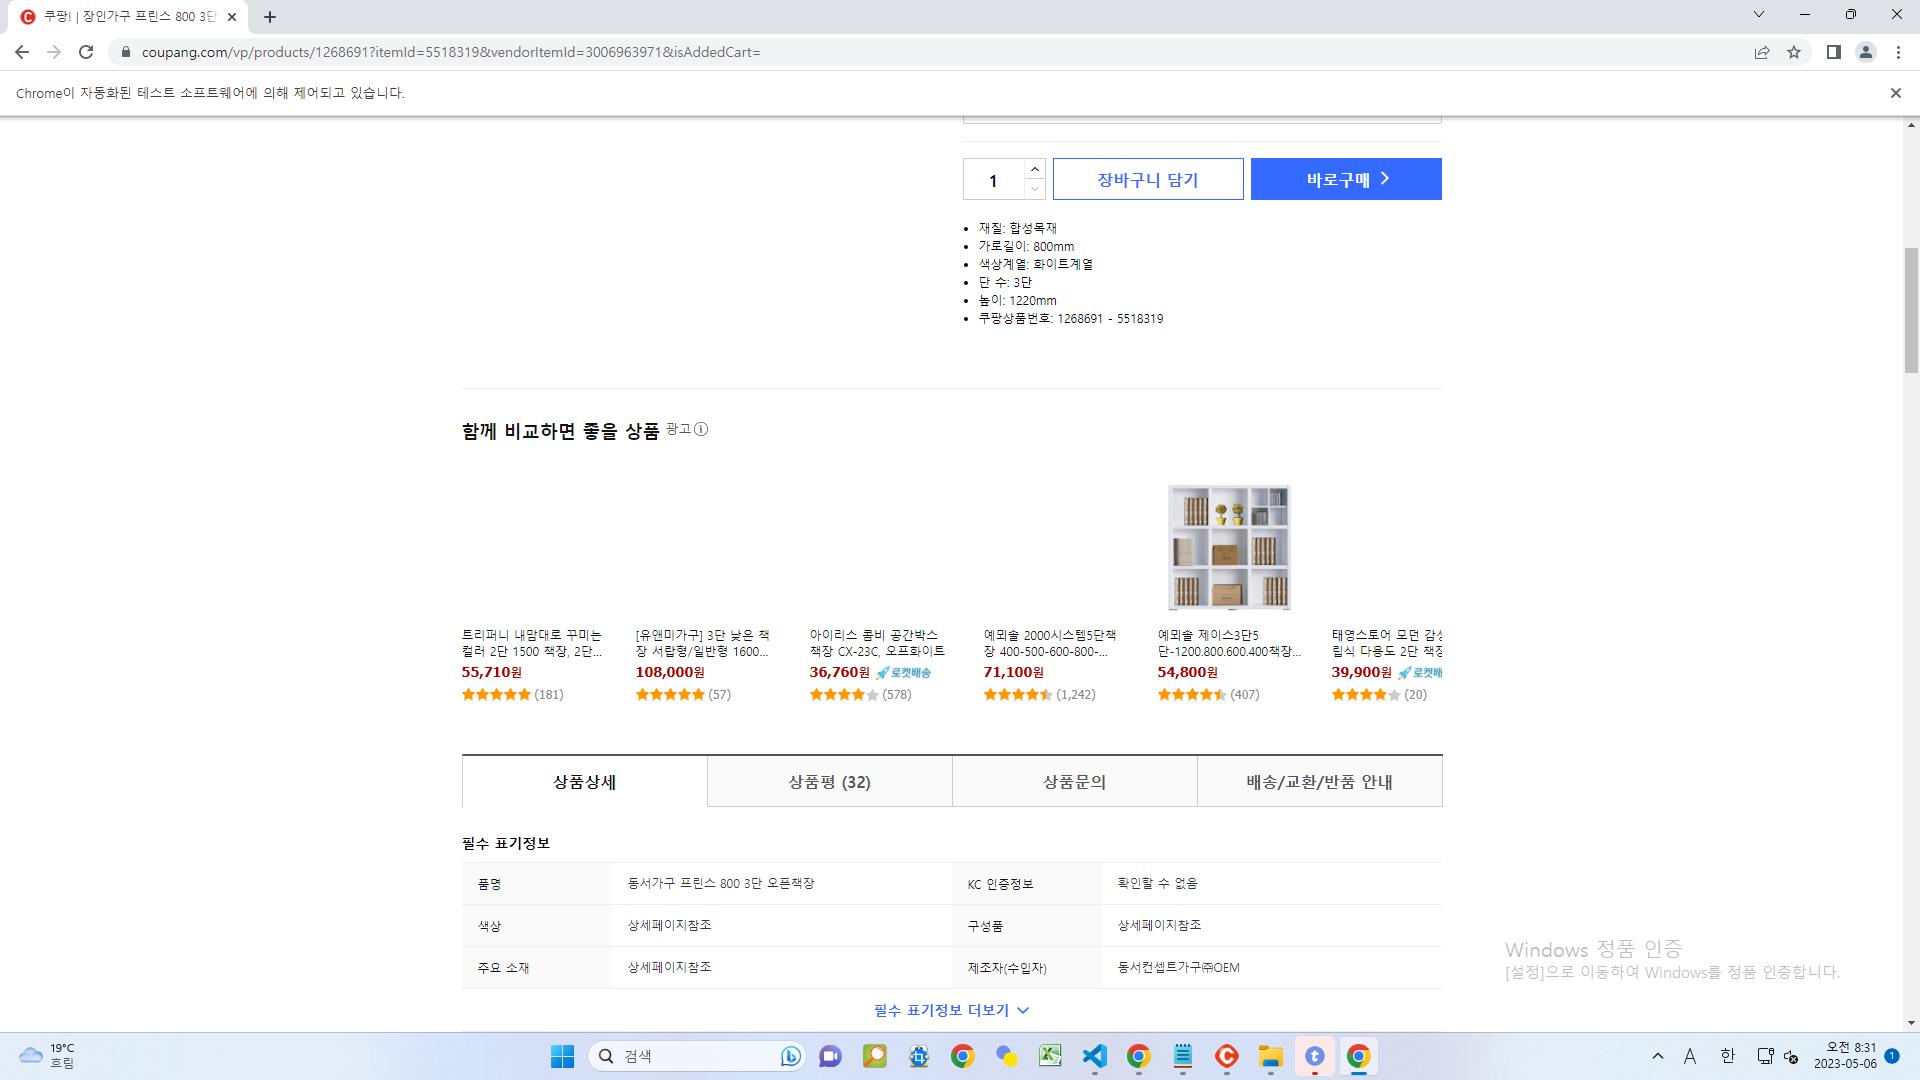 쿠팡! | 장인가구 프린스 800 3단
coupang.com/vp/products/1268691?itemId=5518319&vendorItemId=3006963971&isAddedCart=
Chrome이 자동화된 테스트 소프트웨어에 의해 제어되고 있습니다.
1
장바구니 담기
바로구매
재질: 합성목재
가로길이: 800mm
색상계열: 화이트계열
단 수: 3단
높이: 1220mm
쿠팡상품번호: 1268691 - 5518319
함께 비교하면 좋을 상품 광고
트리퍼니 내맘대로 꾸미는
컬러 2단 1500 책장, 2단...
55,710원
(181)
[유앤미가구] 3단 낮은 책
장 서랍형/일반형 1600...
108,000원
(57)
아이리스 콤비 공간박스
책장 CX-23C, 오프화이트
36,760원 로켓배송
(578)
예뫼솔 2000시스템5단책
장 400-500-600-800-...
71,100원
(1,242)
예뫼솔 제이스3단5
단-1200.800.600.400책장...
54,800원
(407)
태영스토어 모던 감성
립식 다용도 2단 책장
39,900원 로켓배
(20)
상품상세
상품평 (32)
상품문의
배송/교환/반품 안내
필수 표기정보
품명 동서가구 프린스 800 3단 오픈책장 KC 인증정보 확인할 수 없음
색상 상세페이지참조 구성품 상세페이지참조
주요 소재 상세페이지참조 제조자(수입자) 동서컨셉트가구㈜OEM
필수 표기정보 더보기
Windows 정품 인증
[설정]으로 이동하여 Windows를 정품 인증합니다.
19°C
흐림
검색
A
한
오전 8:31
2023-05-06
1